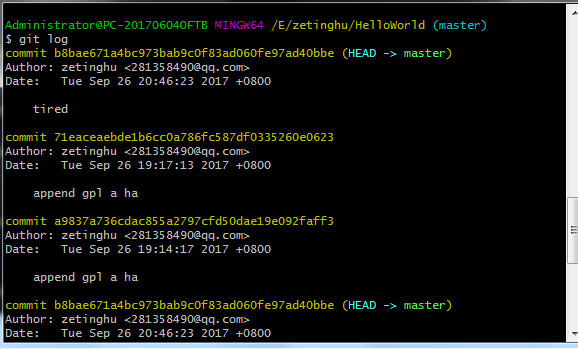 Administrator@PC-20170604OFTB MINGW64 /E/zetinghu/HelloWorld (master)
$ git log
commit b8bae671a4bc973bab9c0f83ad060fe97ad40bbe (HEAD -> master)
Author: zetinghu <281358490@qq.com>
Date:   Tue Sep 26 20:46:23 2017 +0800
tired
commit 71eaceaebde1b6cc0a786fc587df0335260e0623
Author: zetinghu <281358490@qq.com>
Date:   Tue Sep 26 19:17:13 2017 +0800
append gpl a ha
commit a9837a736cdac855a2797cfd50dae19e092faff3
Author: zetinghu <281358490@qq.com>
Date:   Tue Sep 26 19:14:17 2017 +0800
append gpl a ha
commit b8bae671a4bc973bab9c0f83ad060fe97ad40bbe (HEAD -> master)
Author: zetinghu <281358490@qq.com>
Date:   Tue Sep 26 20:46:23 2017 +0800